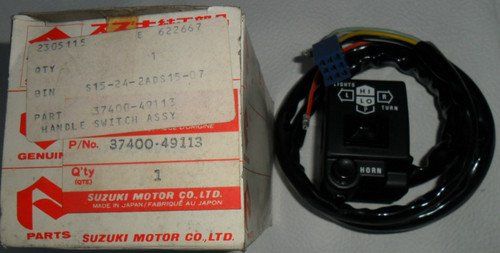 2305115 E 622667
QTY 1
BIN S15-24-2ADS15-07
PART 37400-49113
HANDLE SWITCH ASSY
GENUIN
P/No. 37400-49113
Q'ty 1
(QTE)
SUZUKI MOTOR CO.,LTD.
MADE IN JAPAN/FABRIQUÉ AU JAPON
PARTS SUZUKI MOTOR CO.,LTD.
LIGHTS
HI
L R
LO
P TURN
HORN